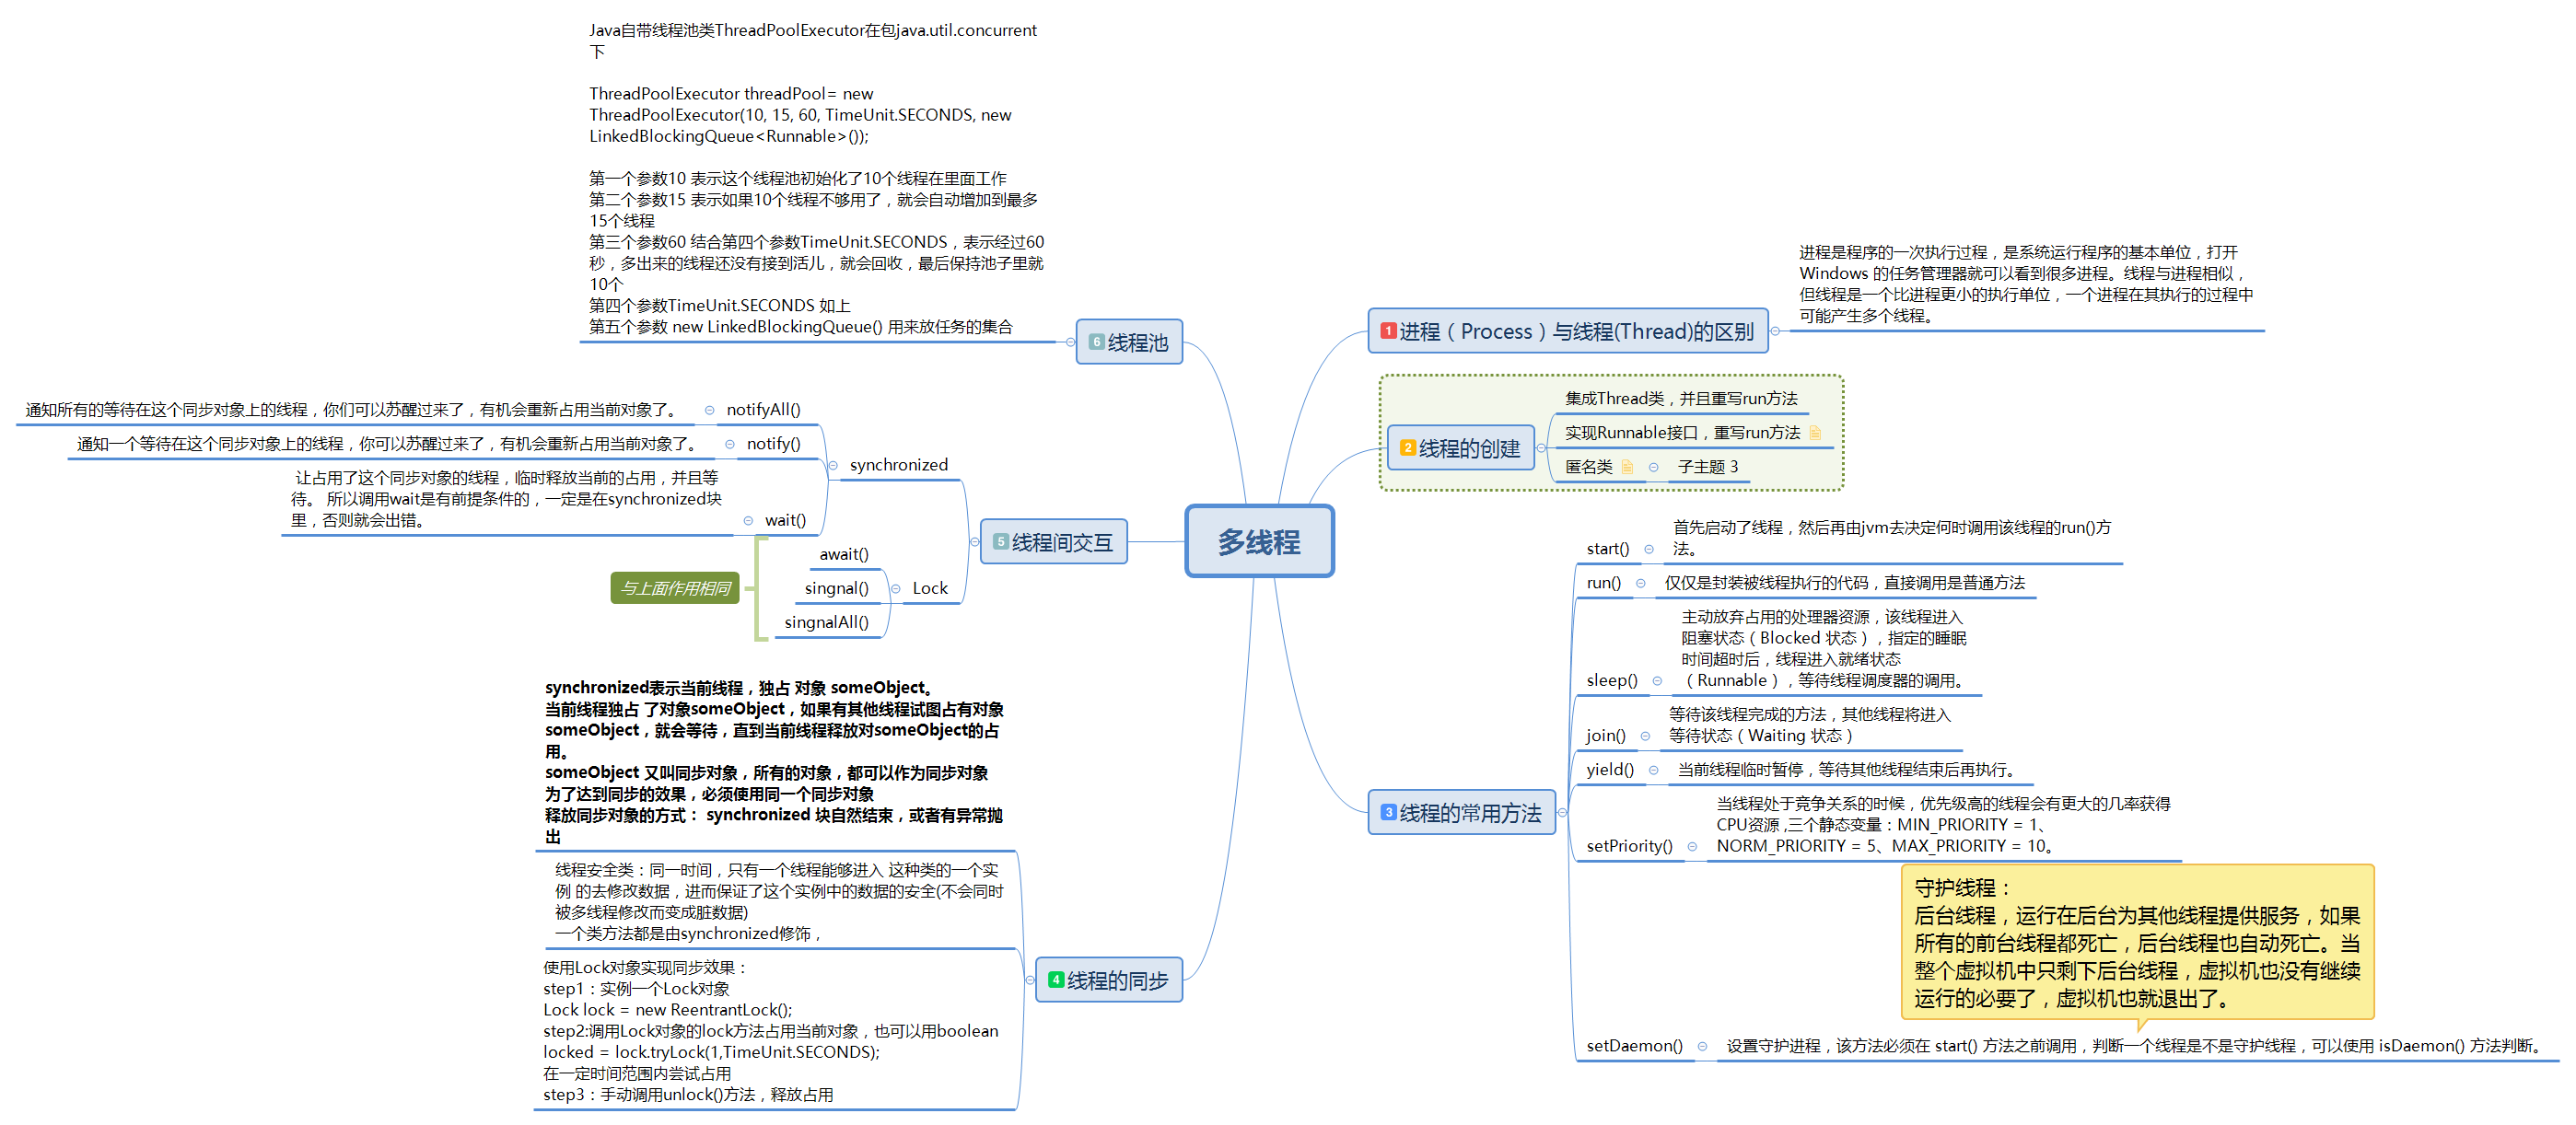 多线程
1 进程（Process）与线程(Thread)的区别
进程是程序的一次执行过程，是系统运行程序的基本单位，打开
Windows 的任务管理器就可以看到很多进程。线程与进程相似，
但线程是一个比进程更小的执行单位，一个进程在其执行的过程中
可能产生多个线程。
2 线程的创建
集成Thread类，并且重写run方法
实现Runnable接口，重写run方法
匿名类
子主题 3
3 线程的常用方法
start()
首先启动了线程，然后再由jvm去决定何时调用该线程的run()方
法。
run()
仅仅是封装被线程执行的代码，直接调用是普通方法
sleep()
主动放弃占用的处理器资源，该线程进入
阻塞状态（Blocked 状态），指定的睡眠
时间超时后，线程进入就绪状态
（Runnable），等待线程调度器的调用。
join()
等待该线程完成的方法，其他线程将进入
等待状态（Waiting 状态）
yield()
当前线程临时暂停，等待其他线程结束后再执行。
setPriority()
当线程处于竞争关系的时候，优先级高的线程会有更大的几率获得
CPU资源 ,三个静态变量：MIN_PRIORITY = 1、
NORM_PRIORITY = 5、MAX_PRIORITY = 10。
守护线程：
后台线程，运行在后台为其他线程提供服务，如果
所有的前台线程都死亡，后台线程也自动死亡。当
整个虚拟机中只剩下后台线程，虚拟机也没有继续
运行的必要了，虚拟机也就退出了。
setDaemon()
设置守护进程，该方法必须在 start() 方法之前调用，判断一个线程是不是守护线程，可以使用 isDaemon() 方法判断。
4 线程的同步
synchronized表示当前线程，独占 对象 someObject。
当前线程独占 了对象someObject，如果有其他线程试图占有对象
someObject，就会等待，直到当前线程释放对someObject的占
用。
someObject 又叫同步对象，所有的对象，都可以作为同步对象
为了达到同步的效果，必须使用同一个同步对象
释放同步对象的方式： synchronized 块自然结束，或者有异常抛
出
线程安全类：同一时间，只有一个线程能够进入 这种类的一个实
例 的去修改数据，进而保证了这个实例中的数据的安全(不会同时
被多线程修改而变成脏数据)
一个类方法都是由synchronized修饰，
使用Lock对象实现同步效果：
step1：实例一个Lock对象
Lock lock = new ReentrantLock();
step2:调用Lock对象的lock方法占用当前对象，也可以用boolean
locked = lock.tryLock(1,TimeUnit.SECONDS);
在一定时间范围内尝试占用
step3：手动调用unlock()方法，释放占用
5 线程间交互
synchronized
notifyAll()
通知所有的等待在这个同步对象上的线程，你们可以苏醒过来了，有机会重新占用当前对象了。
notify()
通知一个等待在这个同步对象上的线程，你可以苏醒过来了，有机会重新占用当前对象了。
wait()
让占用了这个同步对象的线程，临时释放当前的占用，并且等
待。 所以调用wait是有前提条件的，一定是在synchronized块
里，否则就会出错。
Lock
await()
singnal()
singnalAll()
与上面作用相同
6 线程池
Java自带线程池类ThreadPoolExecutor在包java.util.concurrent
下
ThreadPoolExecutor threadPool= new
ThreadPoolExecutor(10, 15, 60, TimeUnit.SECONDS, new
LinkedBlockingQueue<Runnable>());
第一个参数10 表示这个线程池初始化了10个线程在里面工作
第二个参数15 表示如果10个线程不够用了，就会自动增加到最多
15个线程
第三个参数60 结合第四个参数TimeUnit.SECONDS，表示经过60
秒，多出来的线程还没有接到活儿，就会回收，最后保持池子里就
10个
第四个参数TimeUnit.SECONDS 如上
第五个参数 new LinkedBlockingQueue() 用来放任务的集合